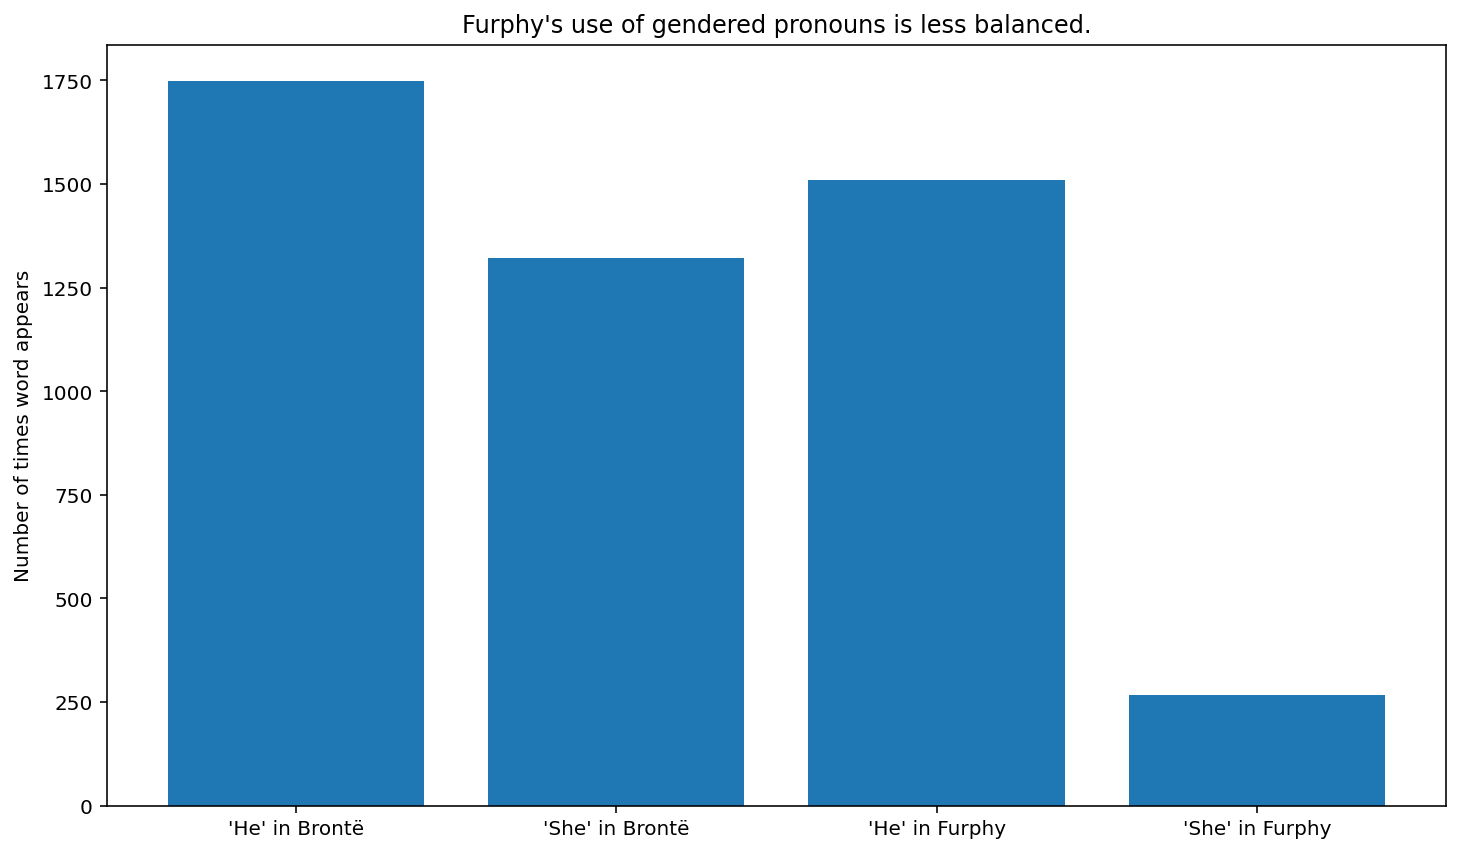 Furphy's use of gendered pronouns is less balanced.
Number of times word appears
1750
1500
1250
1000
750
500
250
0
'He' in Brontë
'She' in Brontë
'He' in Furphy
'She' in Furphy